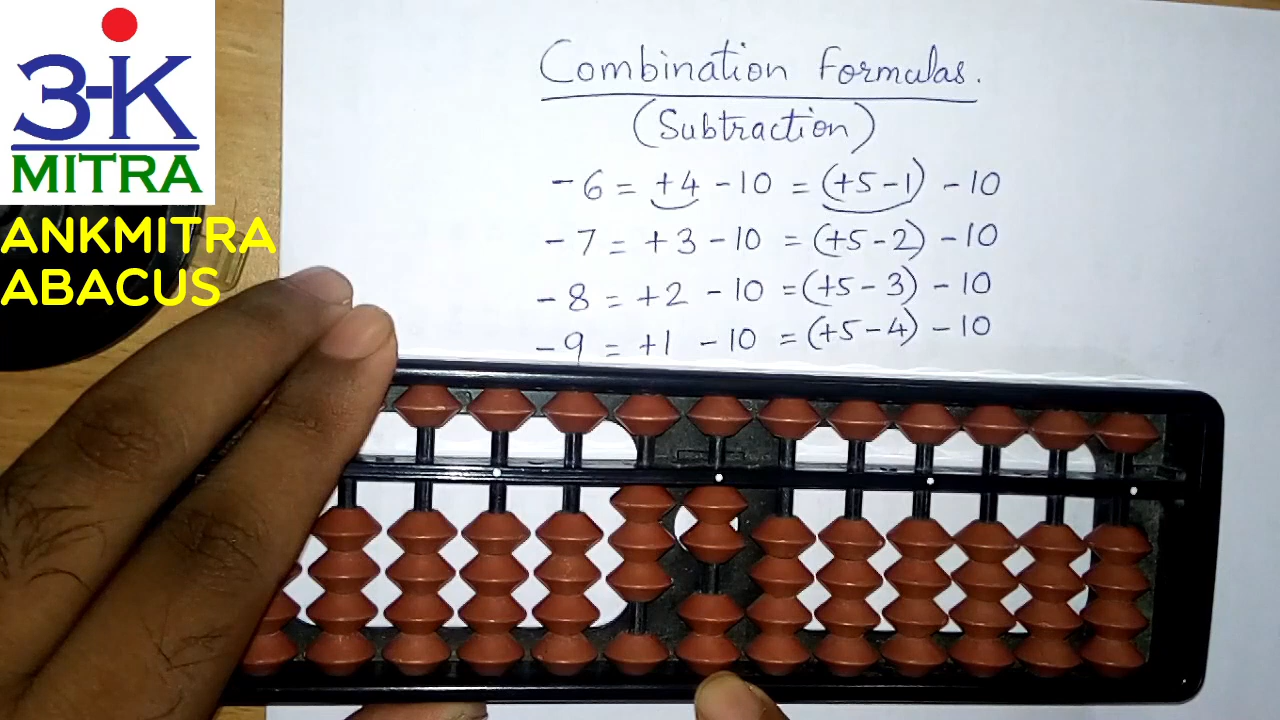 3-K
MITRA
ANKMITRA
ABACUS
Combination Formulas.
(Subtraction)
-6 = +4 -10 = (+5-1) -10
-7 = +3 -10 = (+5-2) -10
-8 = +2 -10 =(+5-3) -10
-9 = +1 -10 =(+5-4) -10